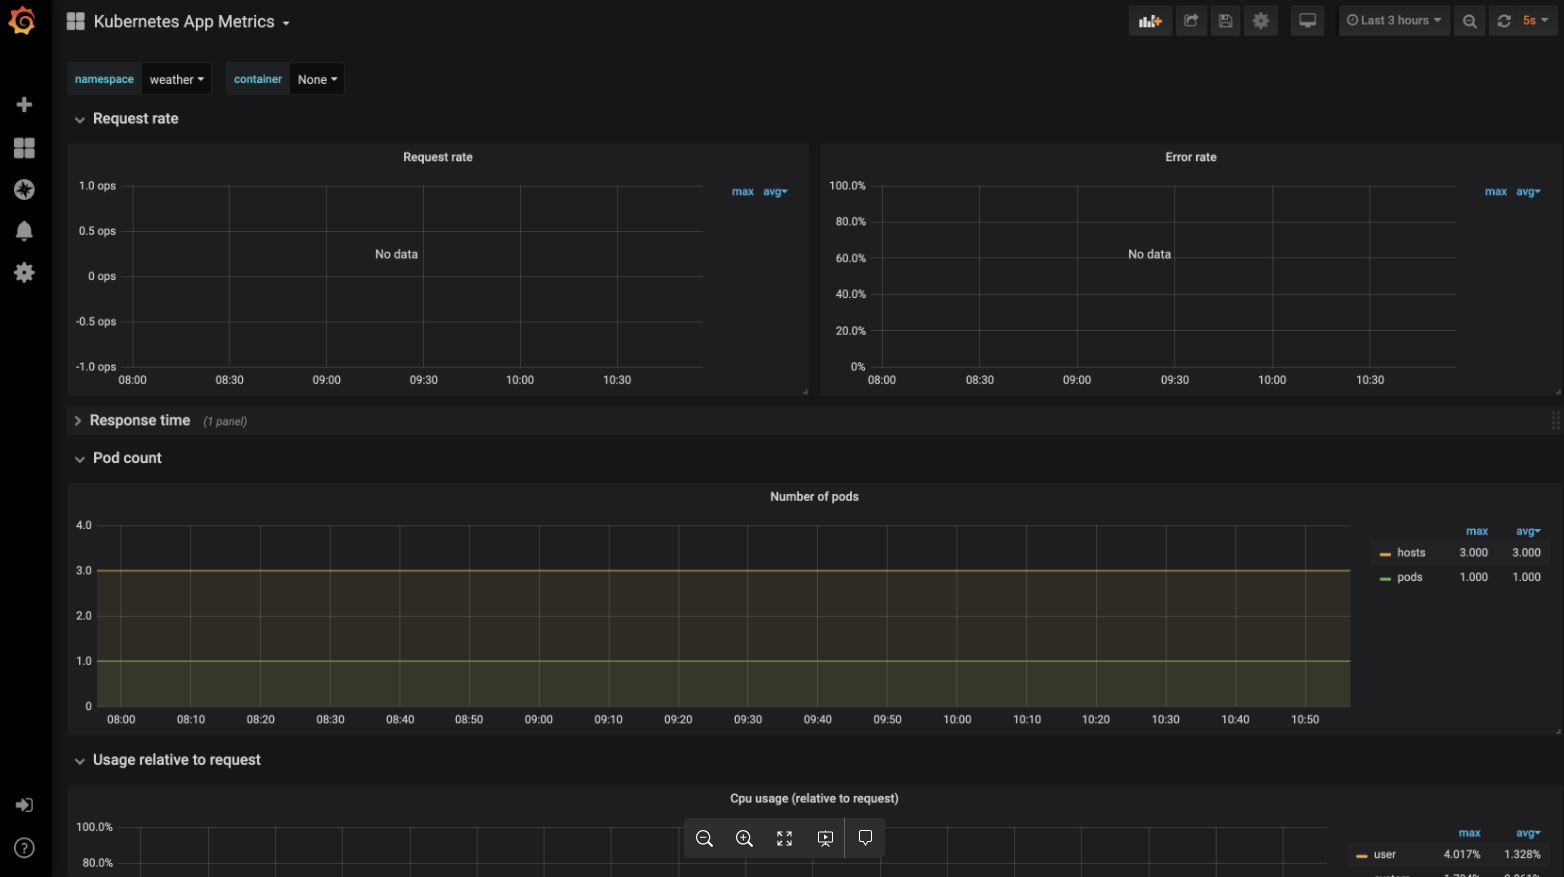 Kubernetes App Metrics
Last 3 hours
5s
namespace weather container None
Request rate
Request rate
max avg
1.0 ops
0.5 ops
0 ops
-0.5 ops
-1.0 ops
No data
08:00 08:30 09:00 09:30 10:00 10:30
Error rate
max avg
100.0%
80.0%
60.0%
40.0%
20.0%
0%
No data
08:00 08:30 09:00 09:30 10:00 10:30
Response time (1 panel)
Pod count
Number of pods
4.0
3.0
2.0
1.0
0
08:00 08:10 08:20 08:30 08:40 08:50 09:00 09:10 09:20 09:30 09:40 09:50 10:00 10:10 10:20 10:30 10:40 10:50
max avg
hosts 3.000 3.000
pods 1.000 1.000
Usage relative to request
Cpu usage (relative to request)
100.0%
80.0%
max avg
user 4.017% 1.328%